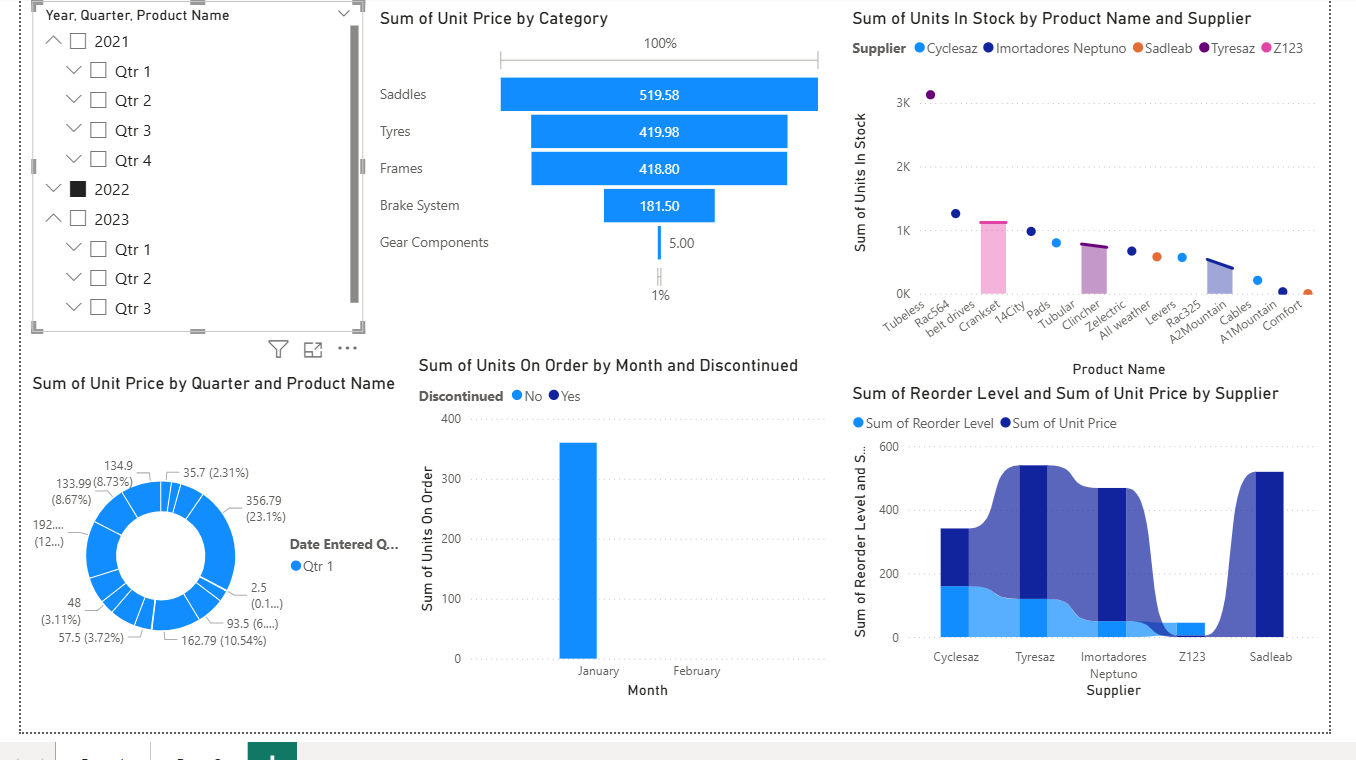 Year, Quarter, Product Name
2021
Qtr 1
Qtr 2
Qtr 3
Qtr 4
2022
2023
Qtr 1
Qtr 2
Qtr 3
Sum of Unit Price by Category
100%
Saddles 519.58
Tyres 419.98
Frames 418.80
Brake System 181.50
Gear Components 5.00
1%
Sum of Units In Stock by Product Name and Supplier
Supplier Cyclesaz Imortadores Neptuno Sadleab Tyresaz Z123
Sum of Units In Stock
3K
2K
1K
0K
Tubeless
Rac564
belt drives
Crankset
14City
Pads
Tubular
Clincher
Zelectric
All weather
Levers
Rac325
A2Mountain
Cables
A1Mountain
Comfort
Product Name
Sum of Unit Price by Quarter and Product Name
134.9
(8.73%)
35.7 (2.31%)
133.99
(8.67%)
356.79
(23.1%)
192....
(12...)
2.5
(0.1...)
48
(3.11%)
93.5 (6....)
57.5 (3.72%)
162.79 (10.54%)
Date Entered Q...
Qtr 1
Sum of Units On Order by Month and Discontinued
Discontinued No Yes
Sum of Units On Order
400
300
200
100
0
January February
Month
Sum of Reorder Level and Sum of Unit Price by Supplier
Sum of Reorder Level Sum of Unit Price
Sum of Reorder Level and S...
600
400
200
0
Cyclesaz Tyresaz Imortadores Z123 Sadleab
Neptuno
Supplier